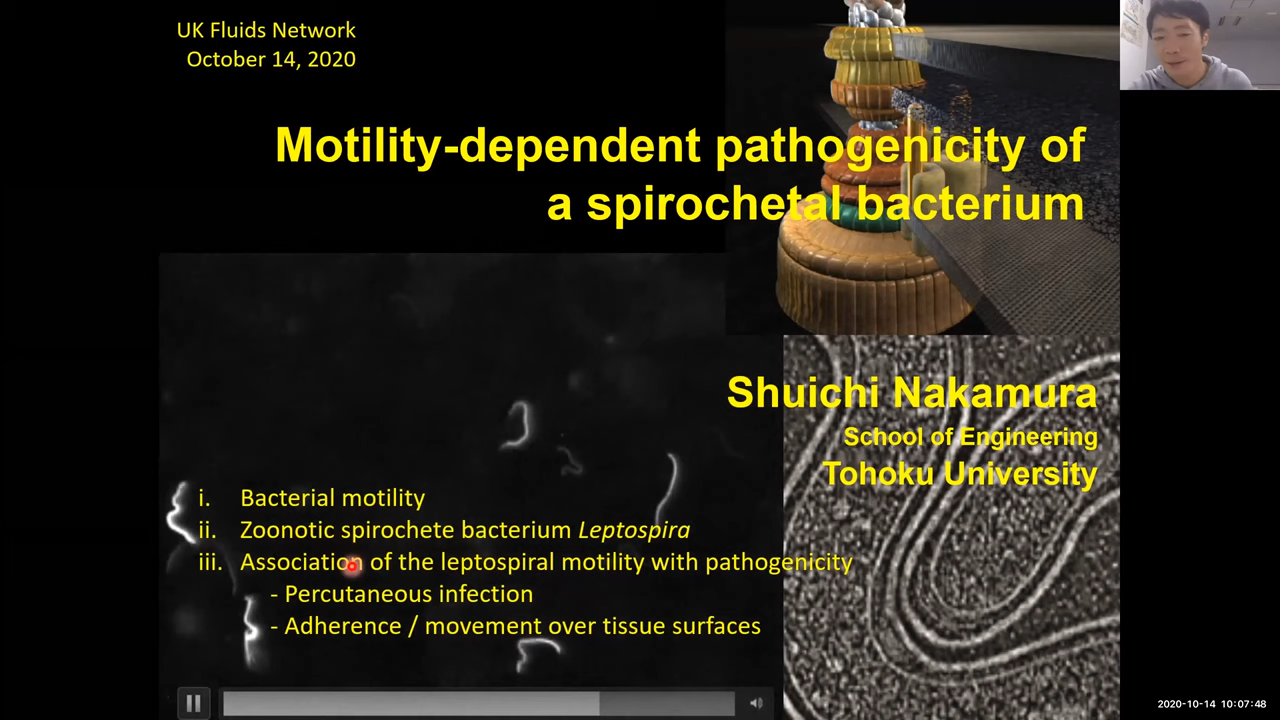 UK Fluids Network
October 14, 2020
Motility-dependent pathogenicity of
a spirochetal bacterium
Shuichi Nakamura
School of Engineering
Tohoku University
i. Bacterial motility
ii. Zoonotic spirochete bacterium Leptospira
iii. Association of the leptospiral motility with pathogenicity
- Percutaneous infection
- Adherence / movement over tissue surfaces
2020-10-14 10:07:48